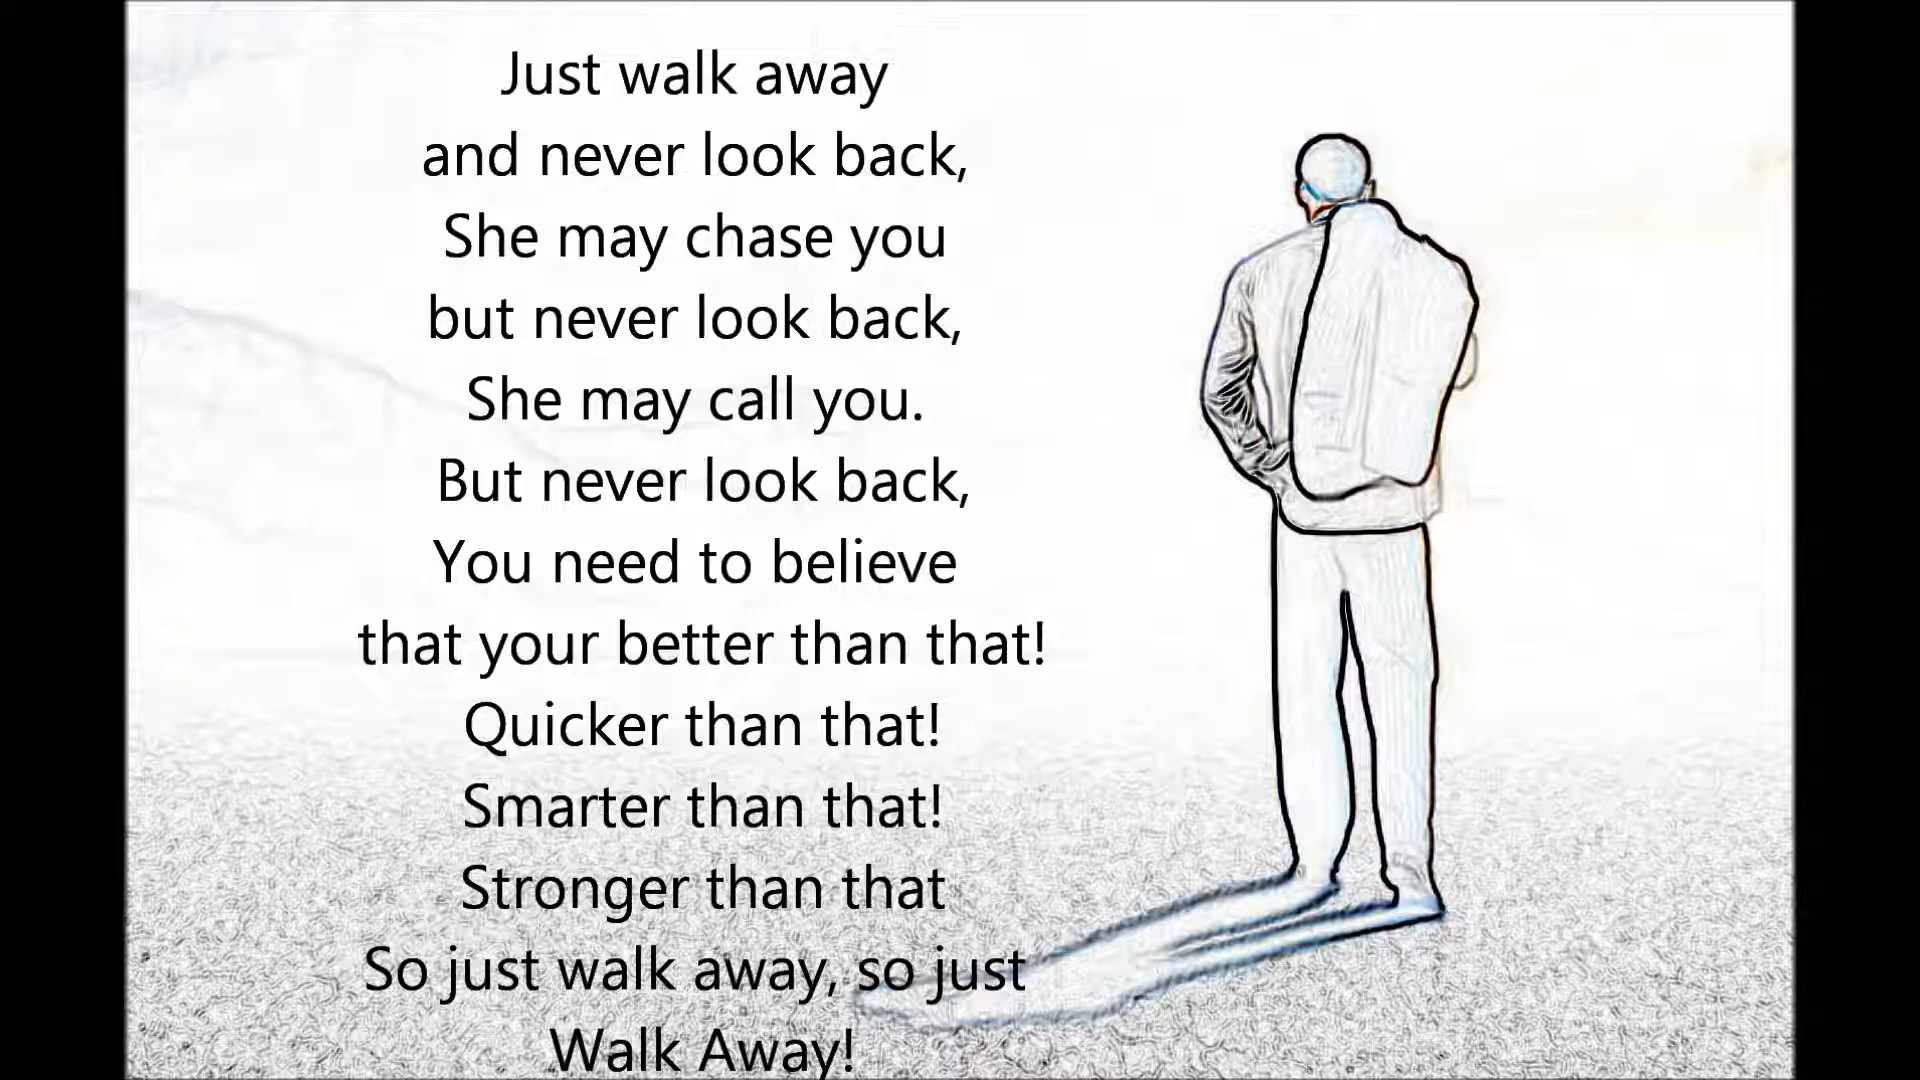 Just walk away
and never look back,
She may chase you
but never look back,
She may call you.
But never look back,
You need to believe
that your better than that!
Quicker than that!
Smarter than that!
Stronger than that
So just walk away, so just
Walk Away!